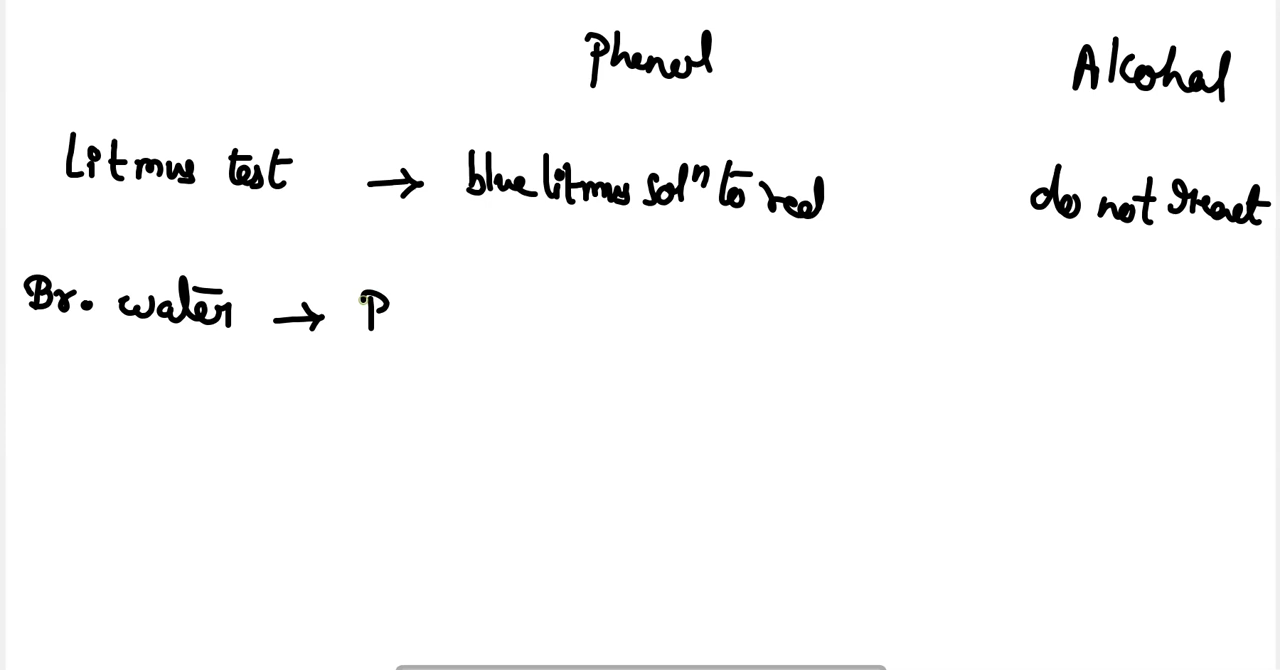 Phenol Alcohal
Litmus test → blue litmus solⁿ to red do not react
Br. water → P